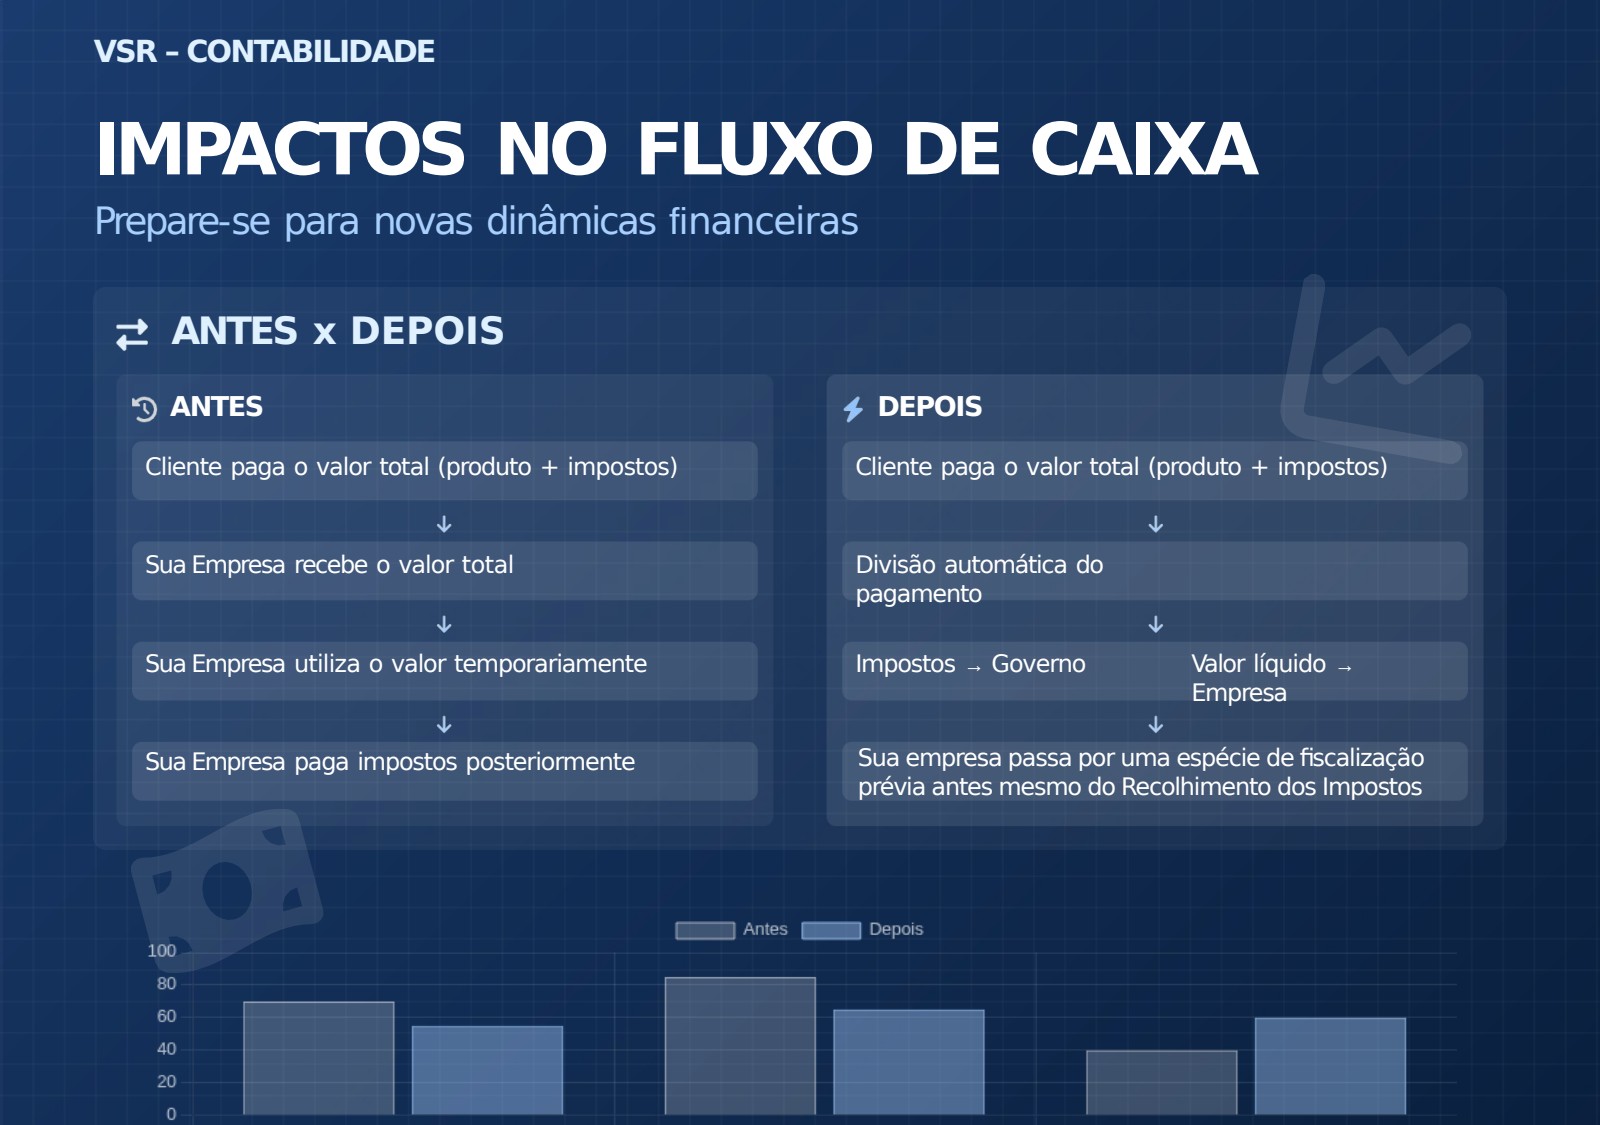 VSR – CONTABILIDADE
IMPACTOS NO FLUXO DE CAIXA
Prepare-se para novas dinâmicas financeiras
ANTES x DEPOIS
ANTES
Cliente paga o valor total (produto + impostos)
↓
Sua Empresa recebe o valor total
↓
Sua Empresa utiliza o valor temporariamente
↓
Sua Empresa paga impostos posteriormente
DEPOIS
Cliente paga o valor total (produto + impostos)
↓
Divisão automática do
pagamento
↓
Impostos → Governo
Valor líquido →
Empresa
↓
Sua empresa passa por uma espécie de fiscalização
prévia antes mesmo do Recolhimento dos Impostos
Antes Depois
100
80
60
40
20
0